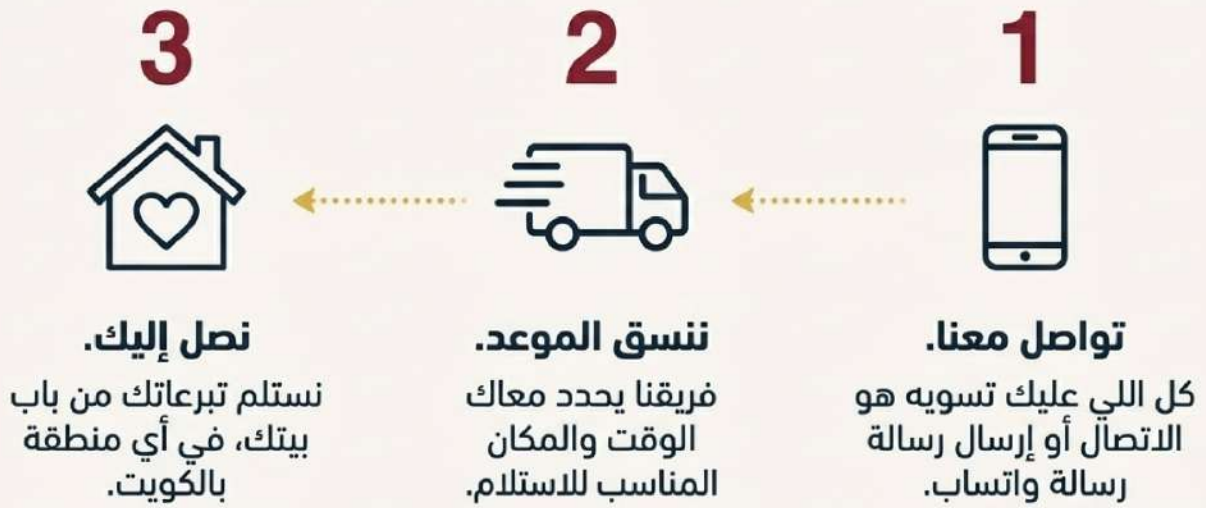 1
تواصل معنا.
كل اللي عليك تسويه هو
الاتصال أو إرسال رسالة
رسالة واتساب.
2
ننسق الموعد.
فريقنا يحدد معاك
الوقت والمكان
المناسب للاستلام.
3
نصل إليك.
نستلم تبرعاتك من باب
بيتك، في أي منطقة
بالكويت.